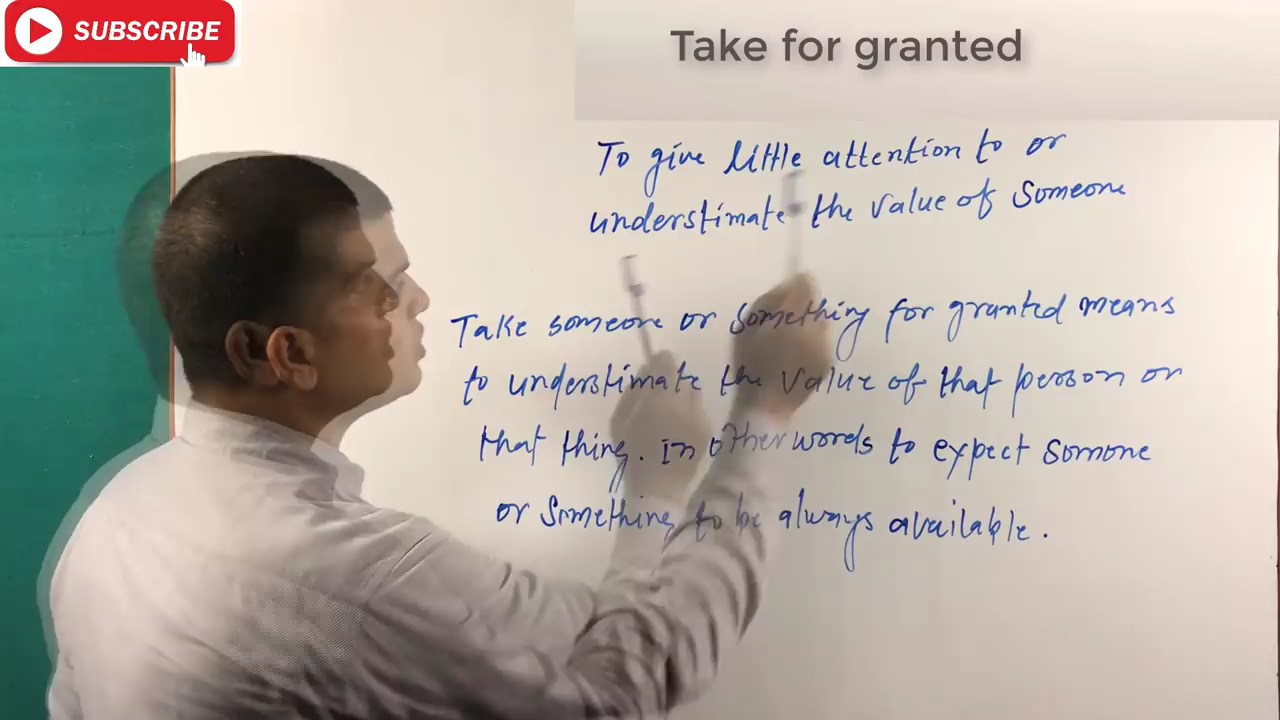 SUBSCRIBE
Take for granted
To give little attention to or
understimate the value of Someone
Take someone or something for granted means
to understimate the value of that person or
that thing. In other words to expect Somone
or Something to be always available.